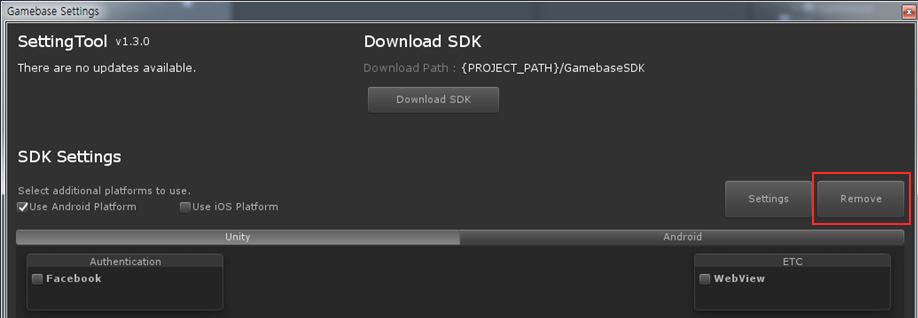 Gamebase Settings
SettingTool v1.3.0
There are no updates available.
Download SDK
Download Path : {PROJECT_PATH}/GamebaseSDK
Download SDK
SDK Settings
Select additional platforms to use.
Use Android Platform
Use iOS Platform
Settings
Remove
Unity
Android
Authentication
Facebook
ETC
WebView